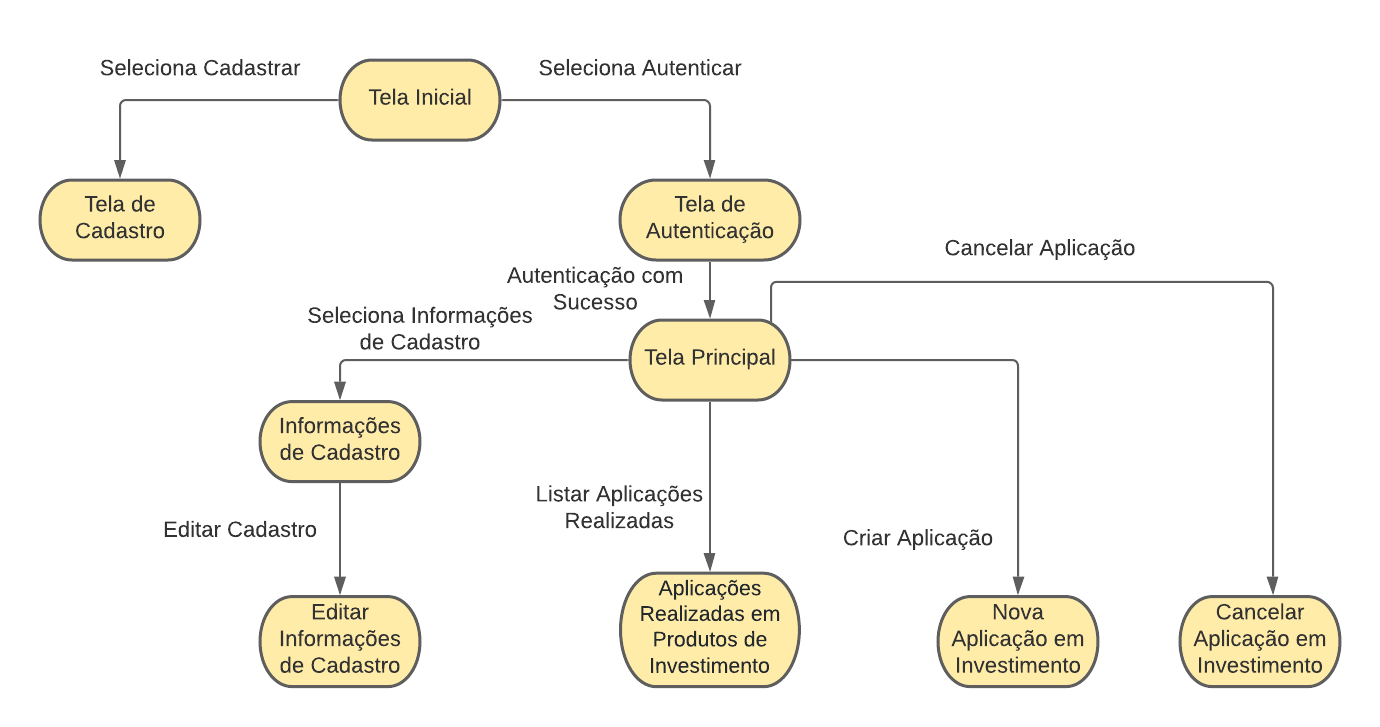 Seleciona Cadastrar
Tela Inicial
Seleciona Autenticar
Tela de
Cadastro
Tela de
Autenticação
Cancelar Aplicação
Autenticação com
Sucesso
Seleciona Informações
de Cadastro
Tela Principal
Informações
de Cadastro
Listar Aplicações
Realizadas
Editar Cadastro
Criar Aplicação
Editar
Informações
de Cadastro
Aplicações
Realizadas em
Produtos de
Investimento
Nova
Aplicação em
Investimento
Cancelar
Aplicação em
Investimento